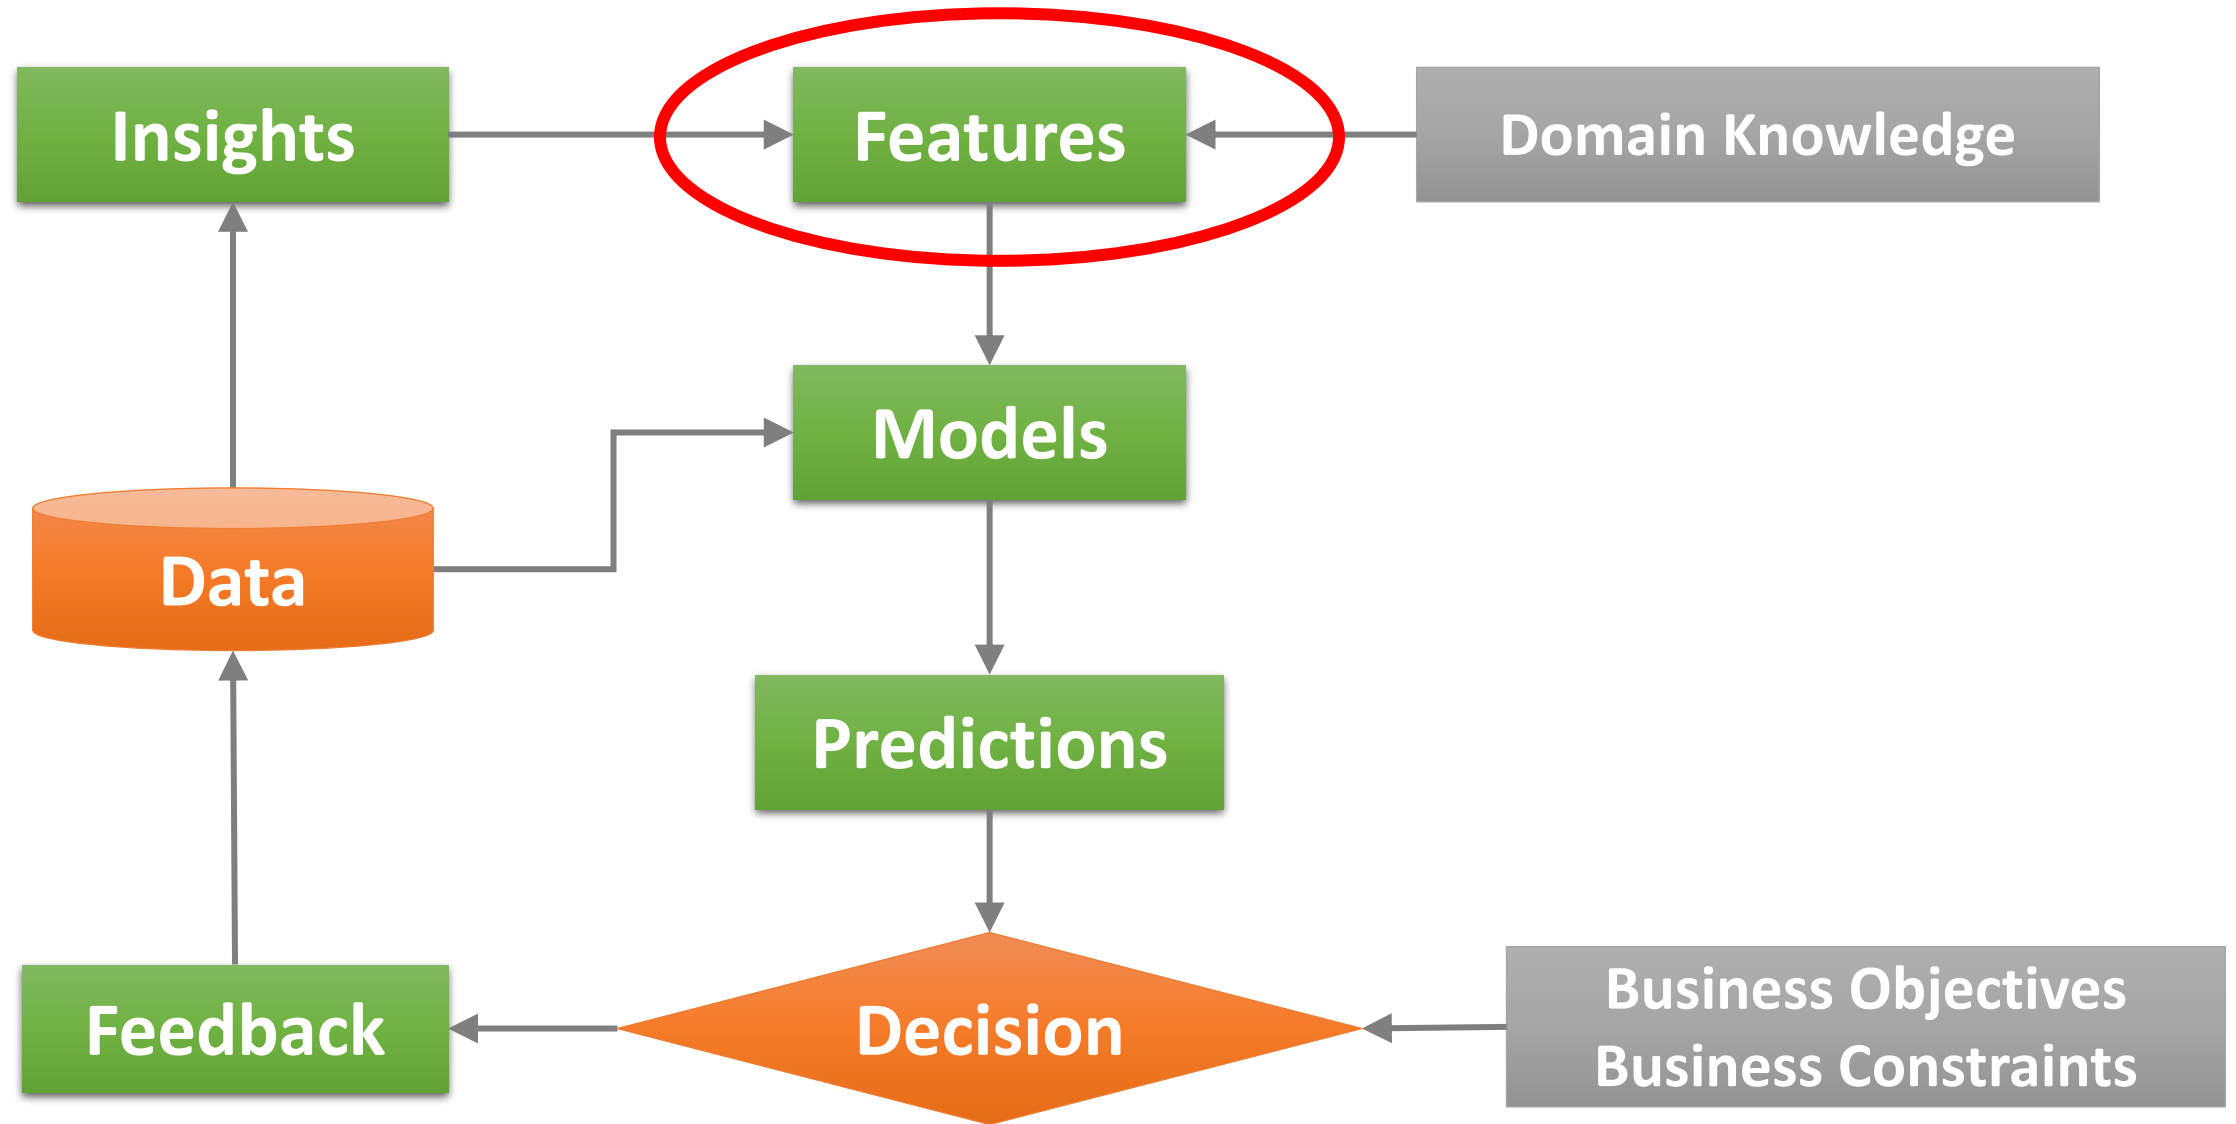 Insights
Features
Domain Knowledge
Models
Data
Predictions
Feedback
Decision
Business Objectives
Business Constraints